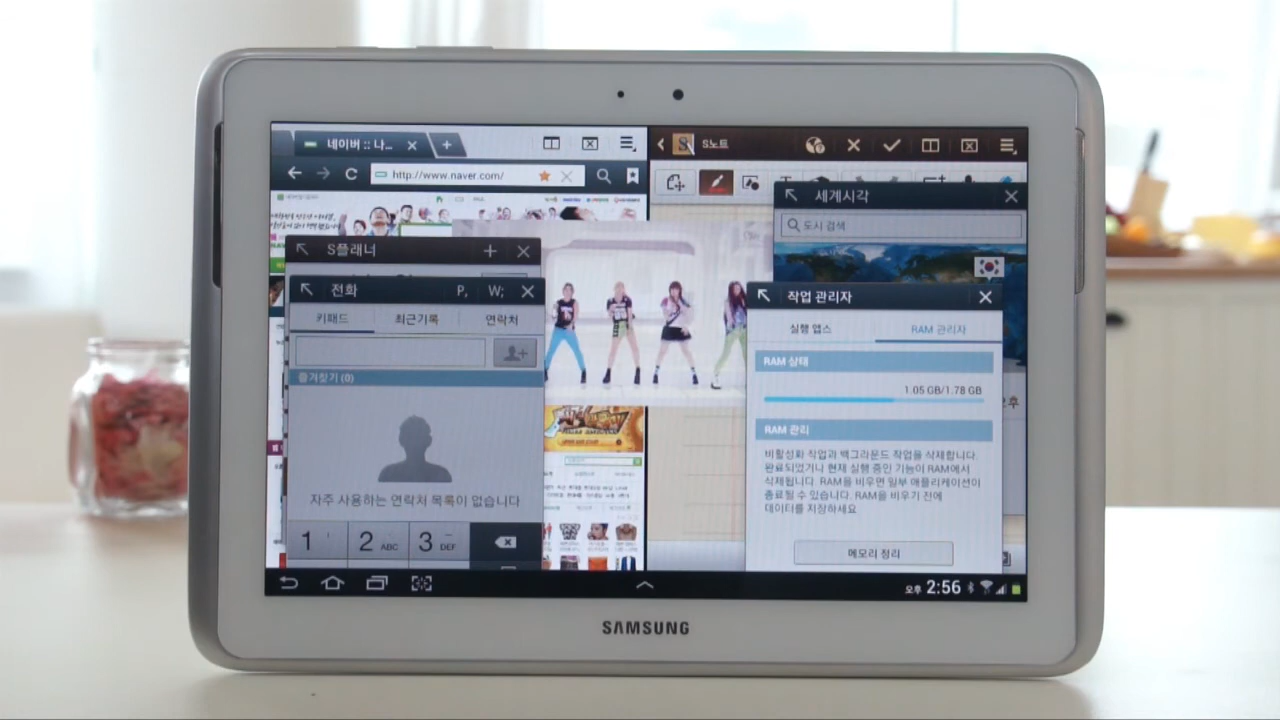 네이버 :: 나...
http://www.naver.com/
S노트
세계시각
도시 검색
S플래너
전화
P,
W;
키패드
최근기록
연락처
즐겨찾기 (0)
자주 사용하는 연락처 목록이 없습니다
1
2 ABC
3 DEF
작업 관리자
실행 앱스
RAM 관리자
RAM 상태
1.05 GB/1.78 GB
RAM 관리
비활성화 작업과 백그라운드 작업을 삭제합니다.
완료되었거나 현재 실행 중인 기능이 RAM에서
삭제됩니다. RAM을 비우면 일부 애플리케이션이
종료될 수 있습니다. RAM을 비우기 전에
데이터를 저장하세요
메모리 정리
오후
오후 2:56
SAMSUNG